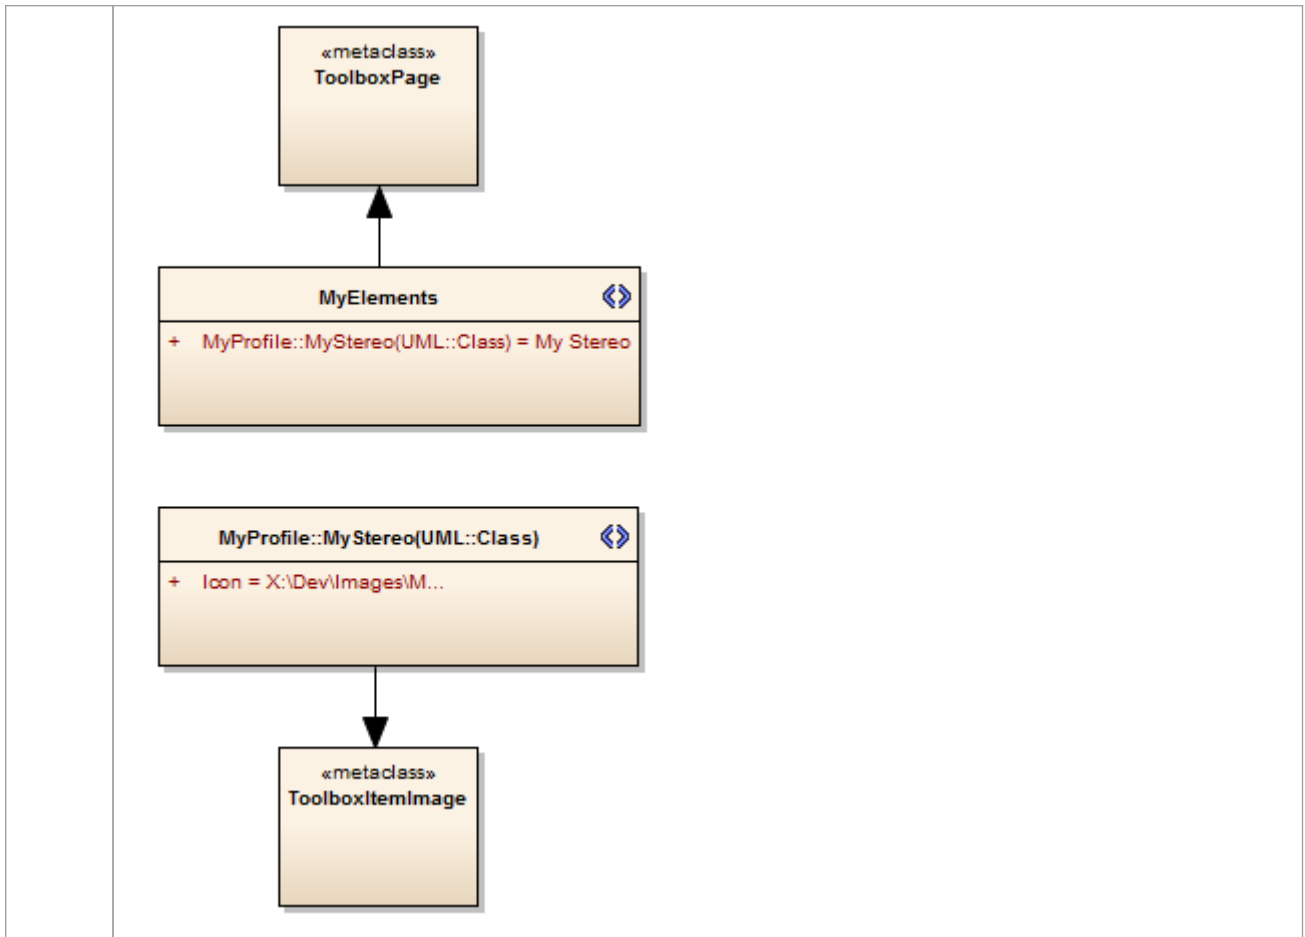 «metaclass»
ToolboxPage
MyElements
+ MyProfile::MyStereo(UML::Class) = My Stereo
MyProfile::MyStereo(UML::Class)
+ Icon = X:\Dev\Images\M...
«metaclass»
ToolboxItemImage